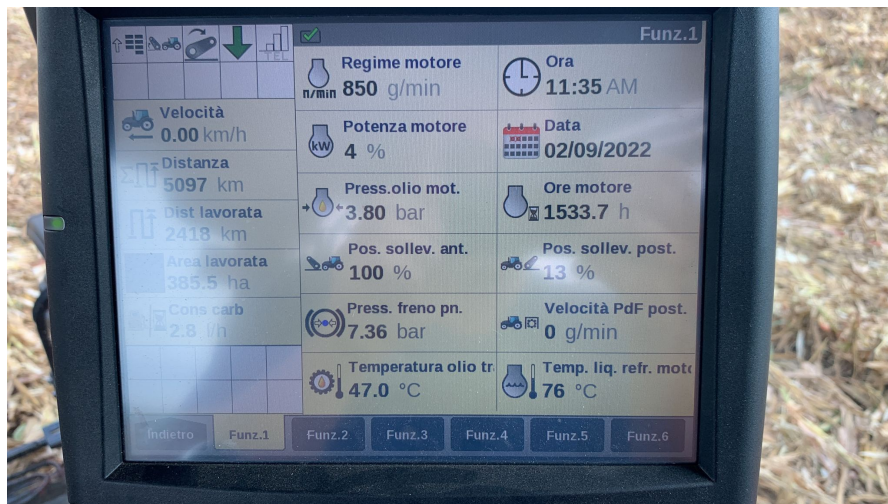 TEL
Funz.1
Velocità
0.00 km/h
Distanza
5097 km
Dist lavorata
2418 km
Area lavorata
385.5 ha
Cons carb
2.8 l/h
Regime motore
n/min 850 g/min
Ora
11:35 AM
Potenza motore
kW 4 %
Data
02/09/2022
Press.olio mot.
3.80 bar
Ore motore
1533.7 h
Pos. sollev. ant.
100 %
Pos. sollev. post.
13 %
Press. freno pn.
7.36 bar
Velocità PdF post.
0 g/min
Temperatura olio tr
47.0 °C
Temp. liq. refr. moto
76 °C
Indietro
Funz.1
Funz.2
Funz.3
Funz.4
Funz.5
Funz.6